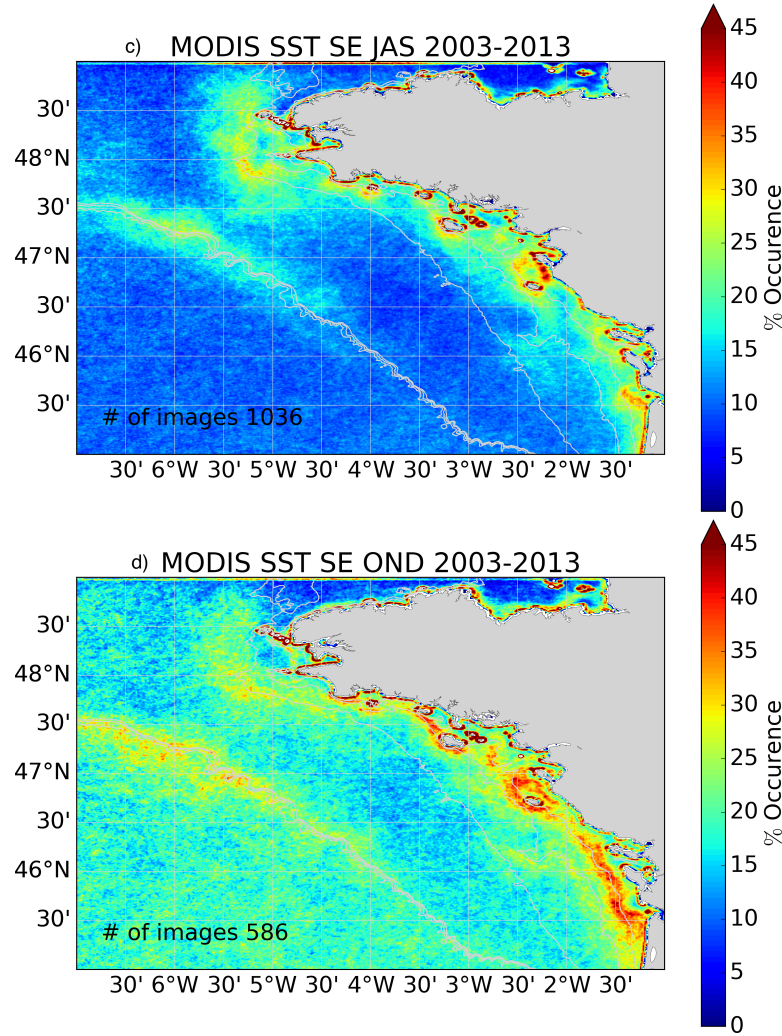 c) MODIS SST SE JAS 2003-2013
30'
48°N
30'
47°N
30'
46°N
30'
# of images 1036
30' 6°W 30' 5°W 30' 4°W 30' 3°W 30' 2°W 30'
45
40
35
30
25
20
15
10
5
0
% Occurence
d) MODIS SST SE OND 2003-2013
30'
48°N
30'
47°N
30'
46°N
30'
# of images 586
30' 6°W 30' 5°W 30' 4°W 30' 3°W 30' 2°W 30'
45
40
35
30
25
20
15
10
5
0
% Occurence